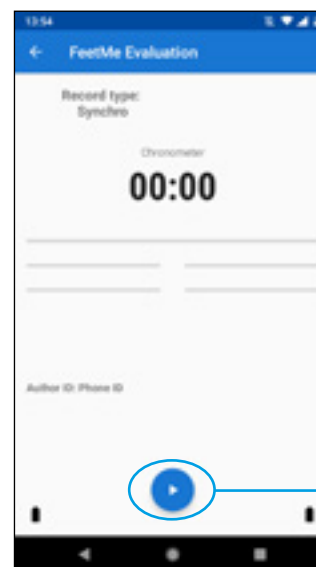 13:54
FeetMe Evaluation
Record type:
Synchro
Chronometer
00:00
Author ID: Phone ID